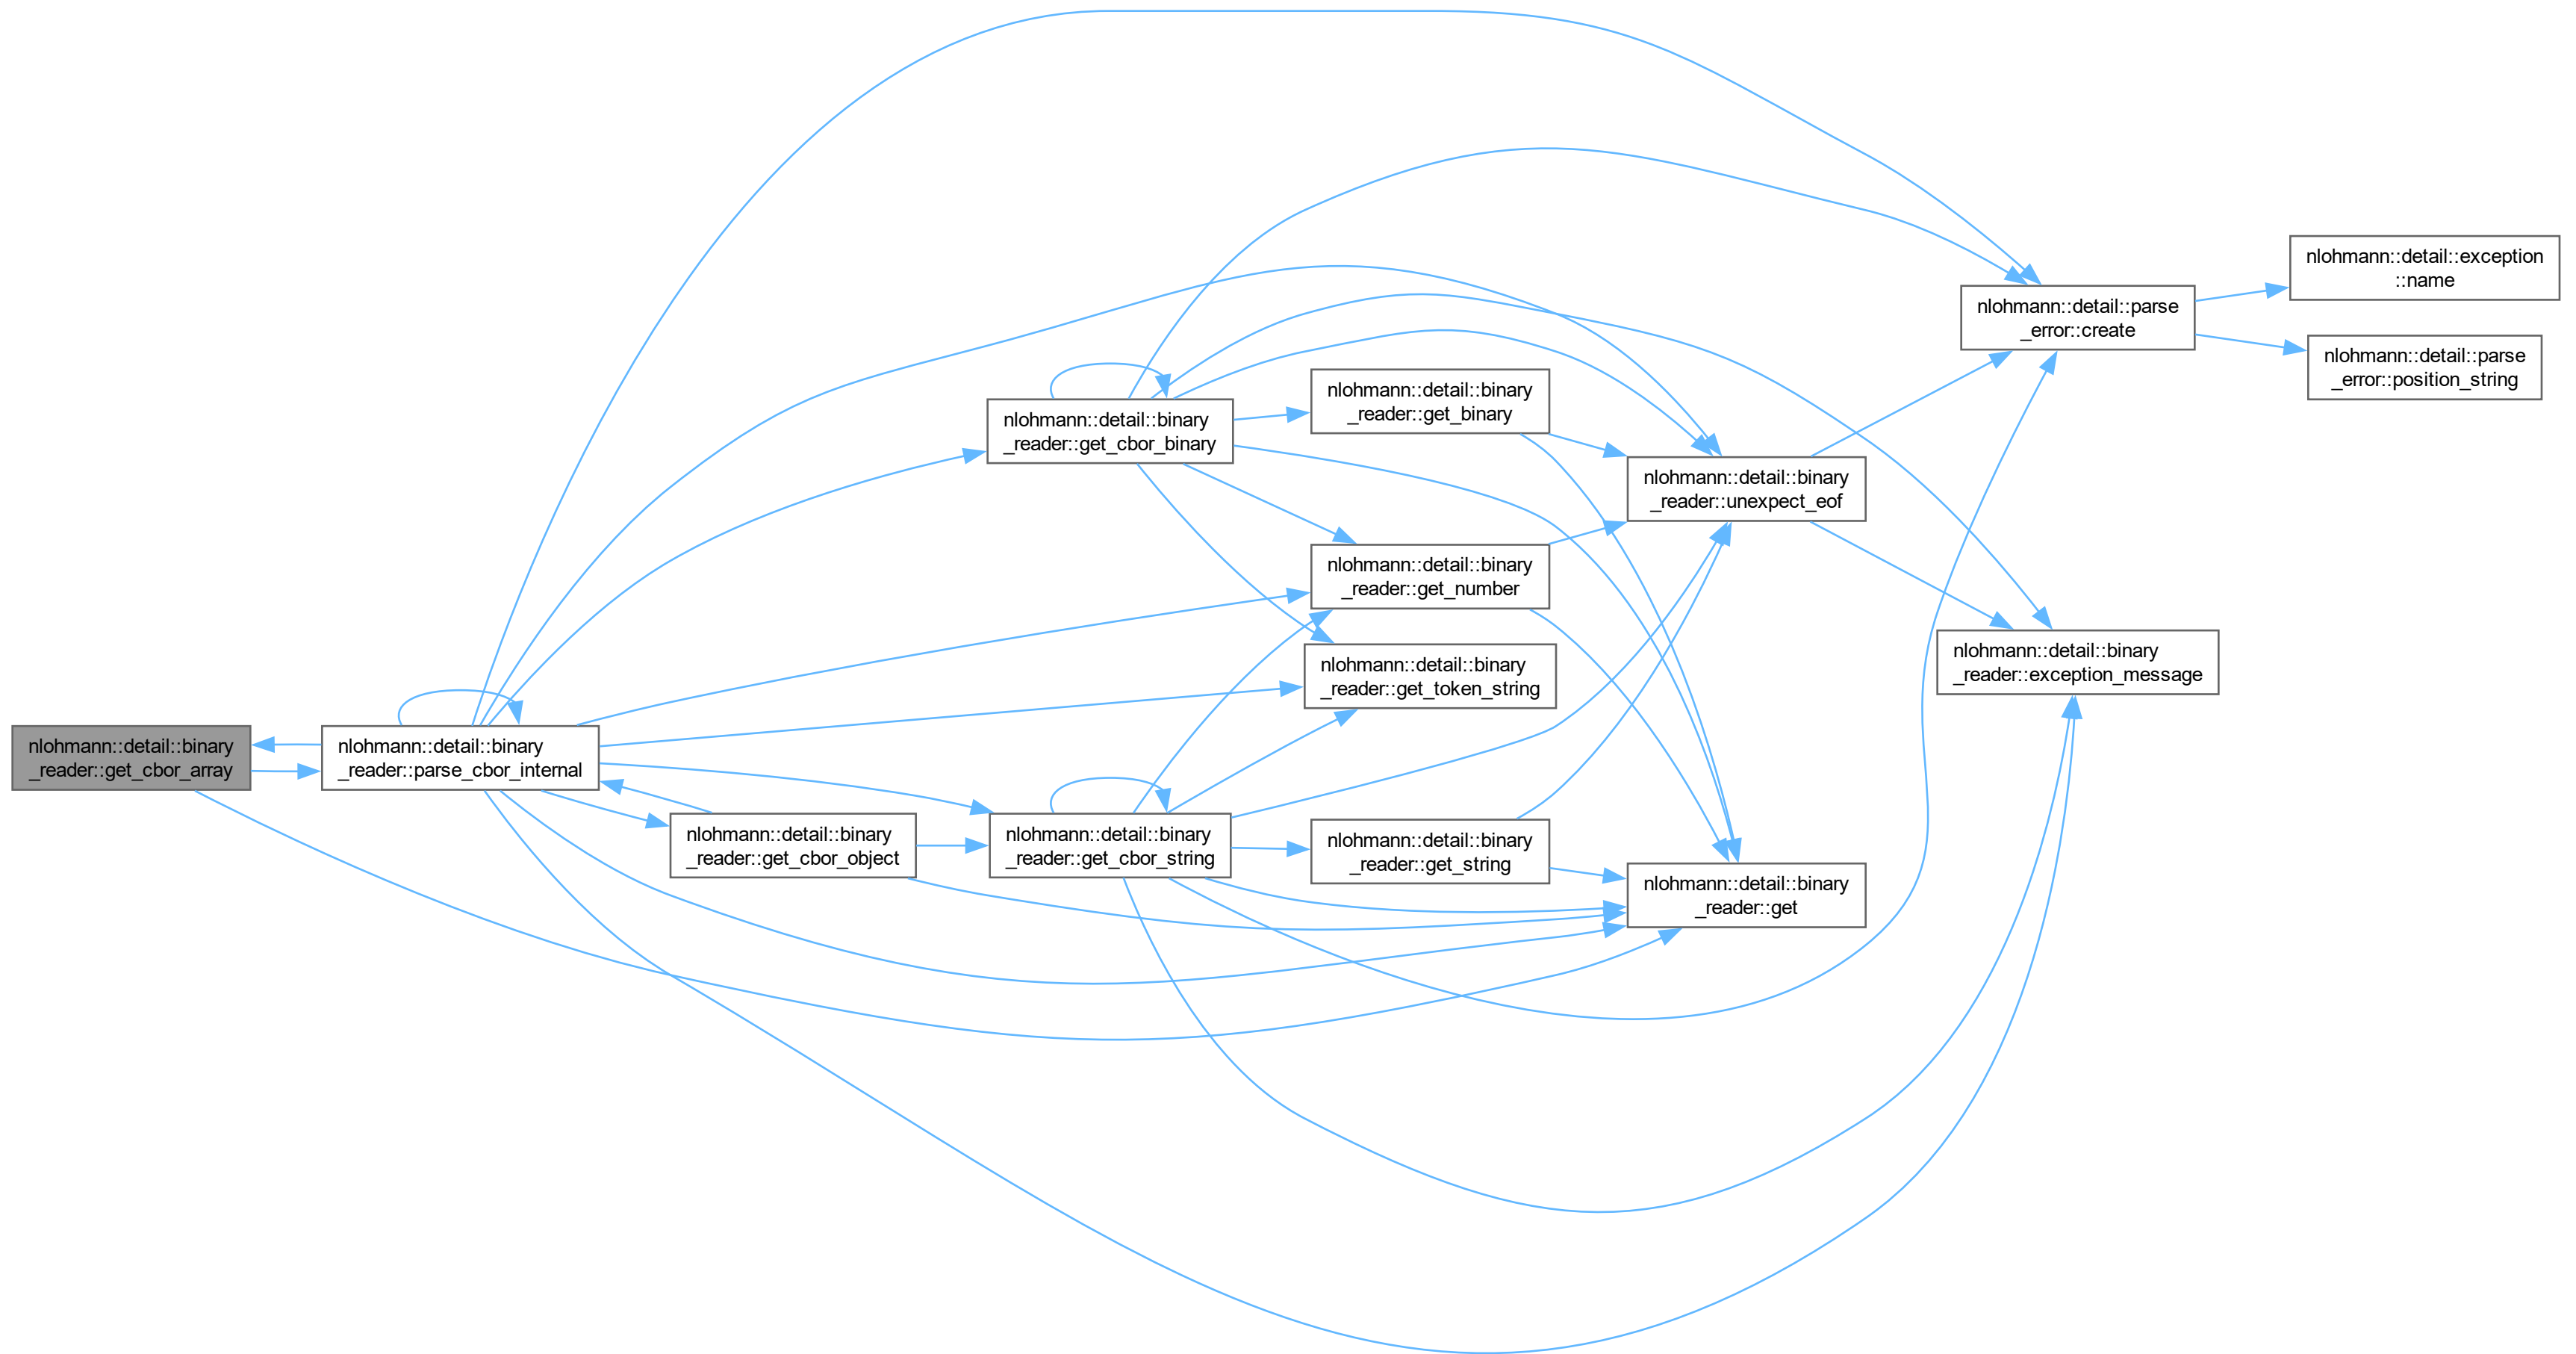 nlohmann::detail::binary
_reader::get_cbor_array
nlohmann::detail::binary
_reader::parse_cbor_internal
nlohmann::detail::binary
_reader::get_cbor_object
nlohmann::detail::binary
_reader::get_cbor_binary
nlohmann::detail::binary
_reader::get_cbor_string
nlohmann::detail::binary
_reader::get_binary
nlohmann::detail::binary
_reader::get_number
nlohmann::detail::binary
_reader::get_token_string
nlohmann::detail::binary
_reader::get_string
nlohmann::detail::binary
_reader::unexpect_eof
nlohmann::detail::binary
_reader::get
nlohmann::detail::parse
_error::create
nlohmann::detail::binary
_reader::exception_message
nlohmann::detail::exception
::name
nlohmann::detail::parse
_error::position_string